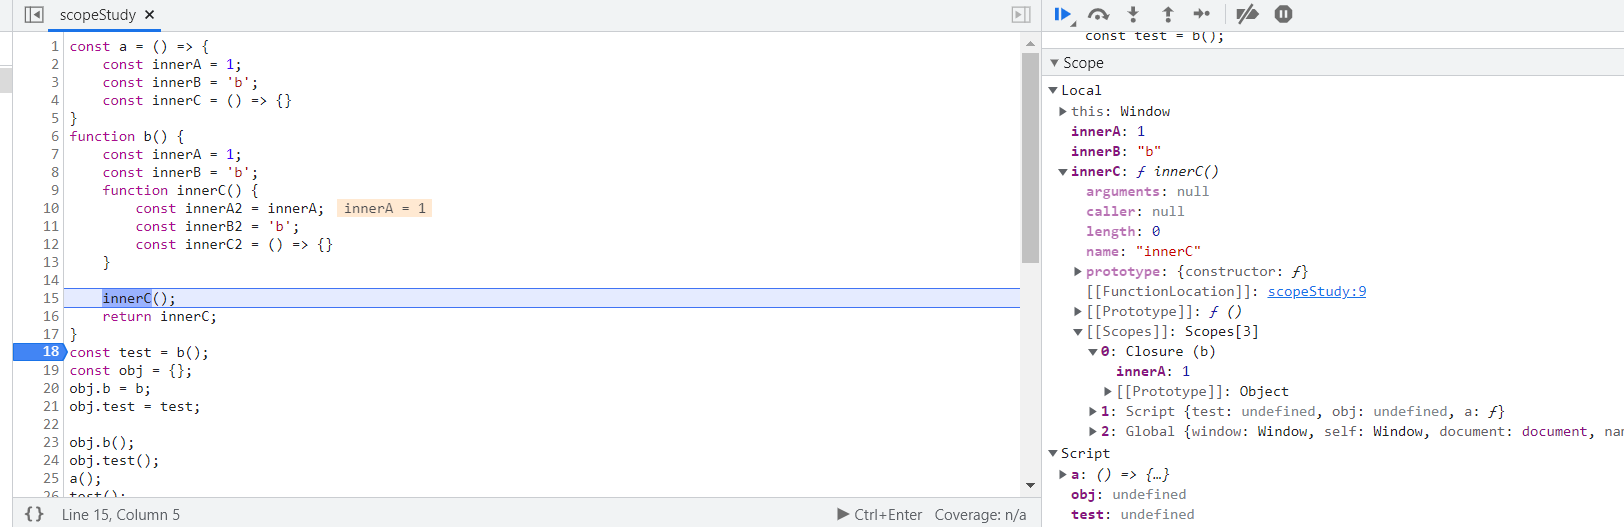 scopeStudy ×
1 const a = () => {
2 const innerA = 1;
3 const innerB = 'b';
4 const innerC = () => {}
5 }
6 function b() {
7 const innerA = 1;
8 const innerB = 'b';
9 function innerC() {
10 const innerA2 = innerA; innerA = 1
11 const innerB2 = 'b';
12 const innerC2 = () => {}
13 }
14
15 innerC();
16 return innerC;
17 }
18 const test = b();
19 const obj = {};
20 obj.b = b;
21 obj.test = test;
22
23 obj.b();
24 obj.test();
25 a();
26 test();
{} Line 15, Column 5 Ctrl+Enter Coverage: n/a
const test = b();
Scope
Local
this: Window
innerA: 1
innerB: "b"
innerC: ƒ innerC()
arguments: null
caller: null
length: 0
name: "innerC"
prototype: {constructor: ƒ}
[[FunctionLocation]]: scopeStudy:9
[[Prototype]]: ƒ ()
[[Scopes]]: Scopes[3]
0: Closure (b)
innerA: 1
[[Prototype]]: Object
1: Script {test: undefined, obj: undefined, a: ƒ}
2: Global {window: Window, self: Window, document: document,
Script
a: () => {…}
obj: undefined
test: undefined